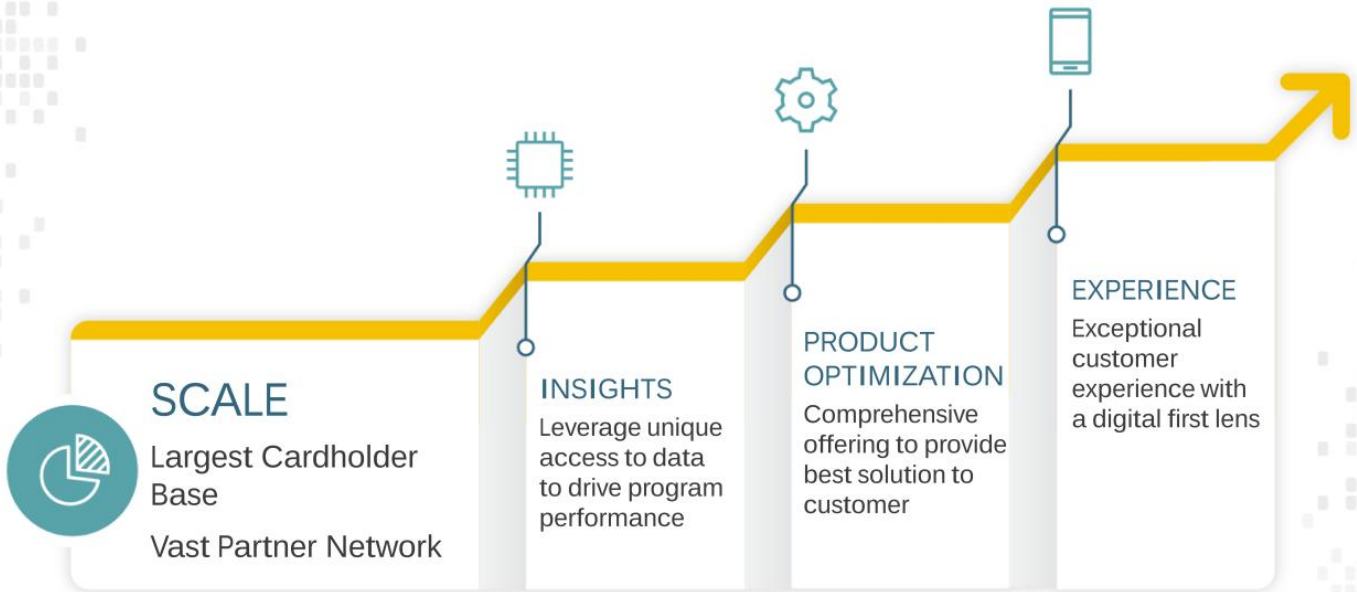 SCALE
Largest Cardholder
Base
Vast Partner Network
INSIGHTS
Leverage unique
access to data
to drive program
performance
PRODUCT
OPTIMIZATION
Comprehensive
offering to provide
best solution to
customer
EXPERIENCE
Exceptional
customer
experience with
a digital first lens